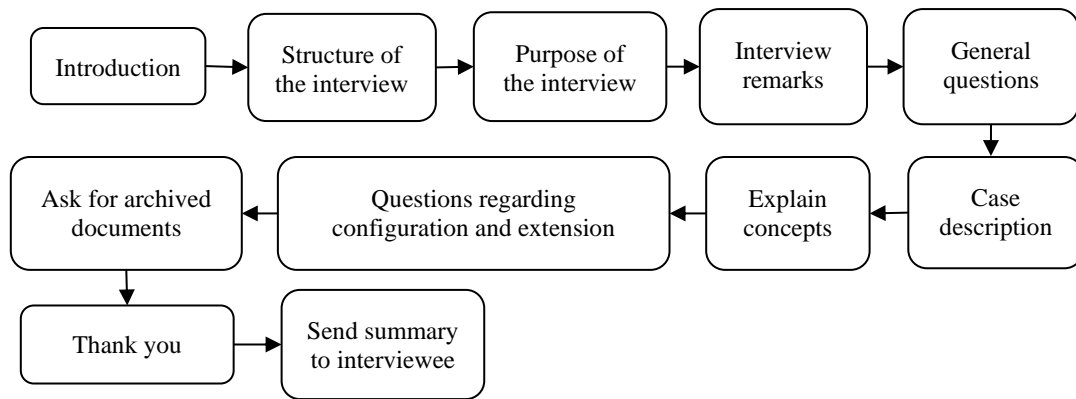 Introduction
Structure of
the interview
Purpose of
the interview
Interview
remarks
General
questions
Case
description
Explain
concepts
Questions regarding
configuration and extension
Ask for archived
documents
Thank you
Send summary
to interviewee